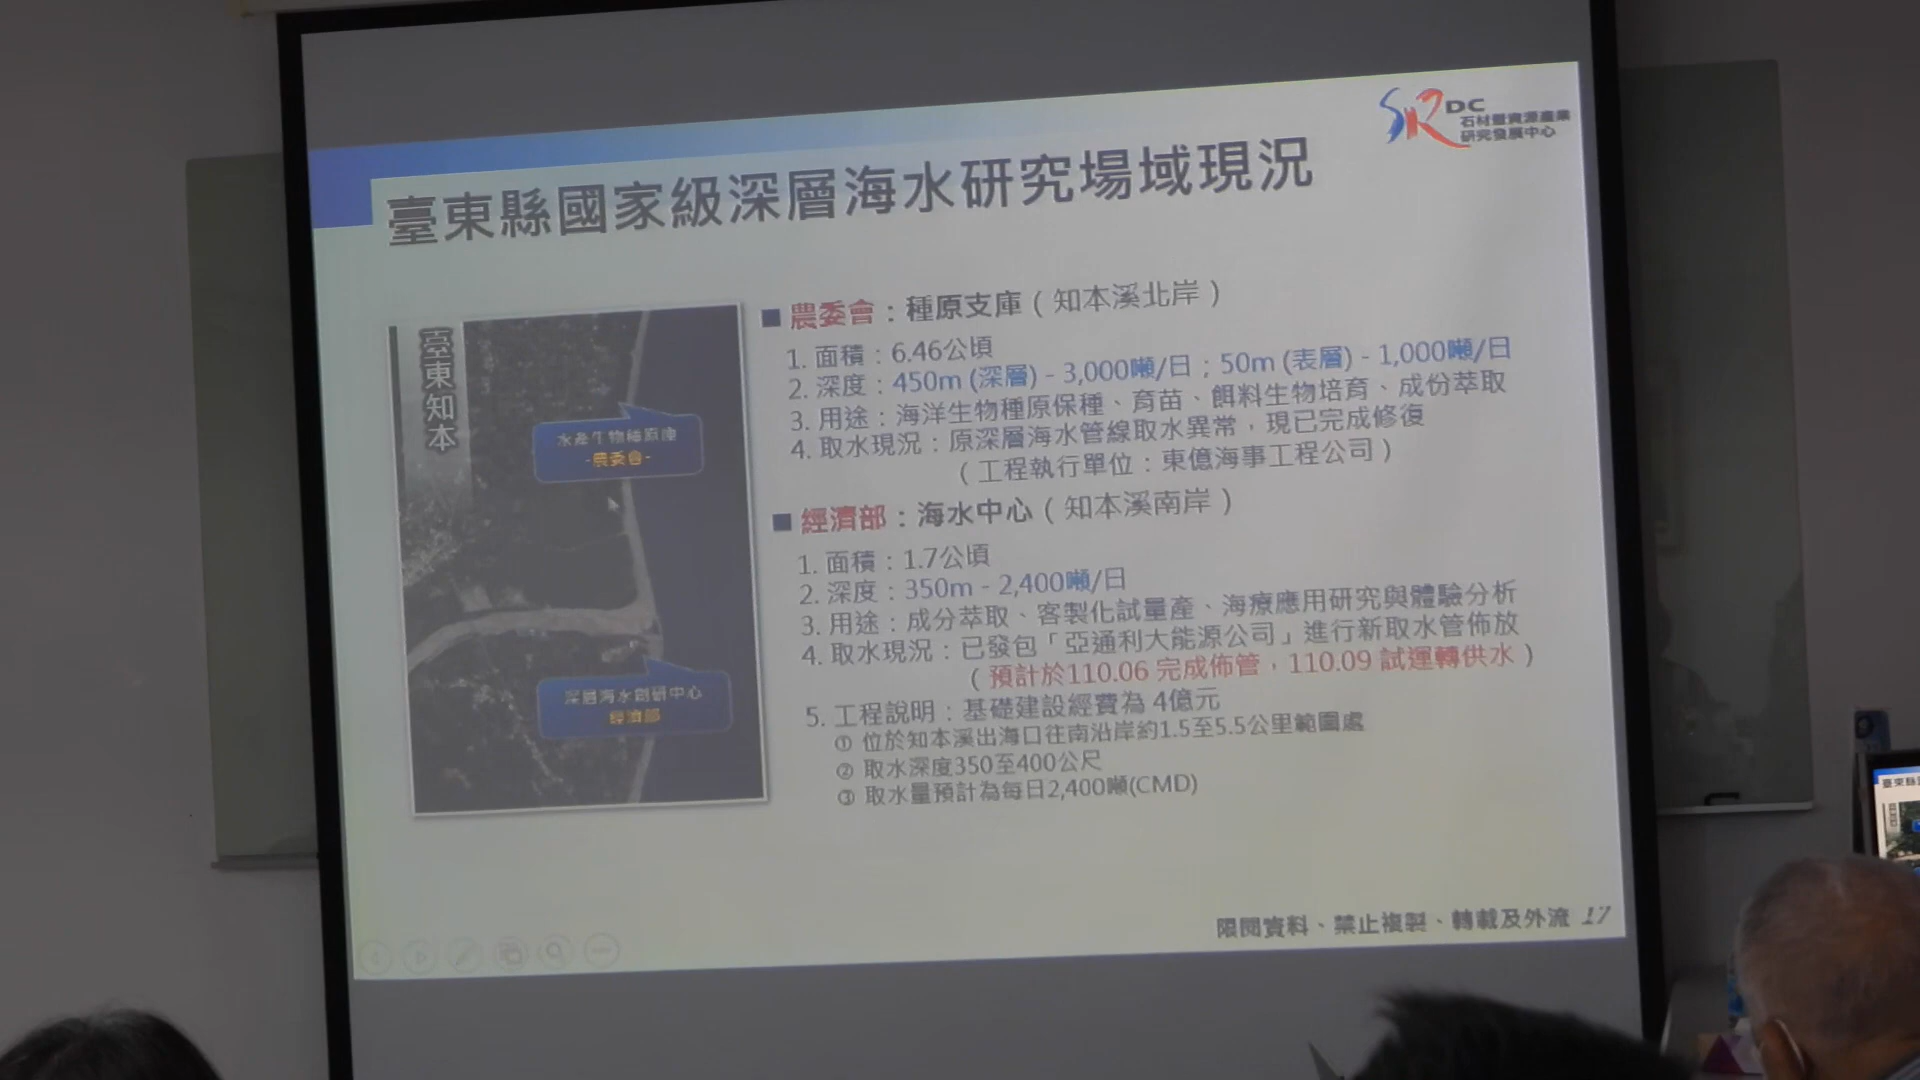 SRDC
石材暨資源產業
研究發展中心
臺東縣國家級深層海水研究場域現況
臺東知本
水產生物種原庫
-農委會-
深層海水創研中心
經濟部
■ 農委會：種原支庫（知本溪北岸）
1. 面積：6.46公頃
2. 深度：450m (深層) - 3,000噸/日；50m (表層) - 1,000噸/日
3. 用途：海洋生物種原保種、育苗、餌料生物培育、成份萃取
4. 取水現況：原深層海水管線取水異常，現已完成修復
（工程執行單位：東億海事工程公司）
■ 經濟部：海水中心（知本溪南岸）
1. 面積：1.7公頃
2. 深度：350m - 2,400噸/日
3. 用途：成分萃取、客製化試量產、海療應用研究與體驗分析
4. 取水現況：已發包「亞通利大能源公司」進行新取水管佈放
（預計於110.06 完成佈管，110.09 試運轉供水）
5. 工程說明：基礎建設經費為 4億元
① 位於知本溪出海口往南沿岸約1.5至5.5公里範圍處
② 取水深度350至400公尺
③ 取水量預計為每日2,400噸(CMD)
限閱資料、禁止複製、轉載及外流 17
臺東縣